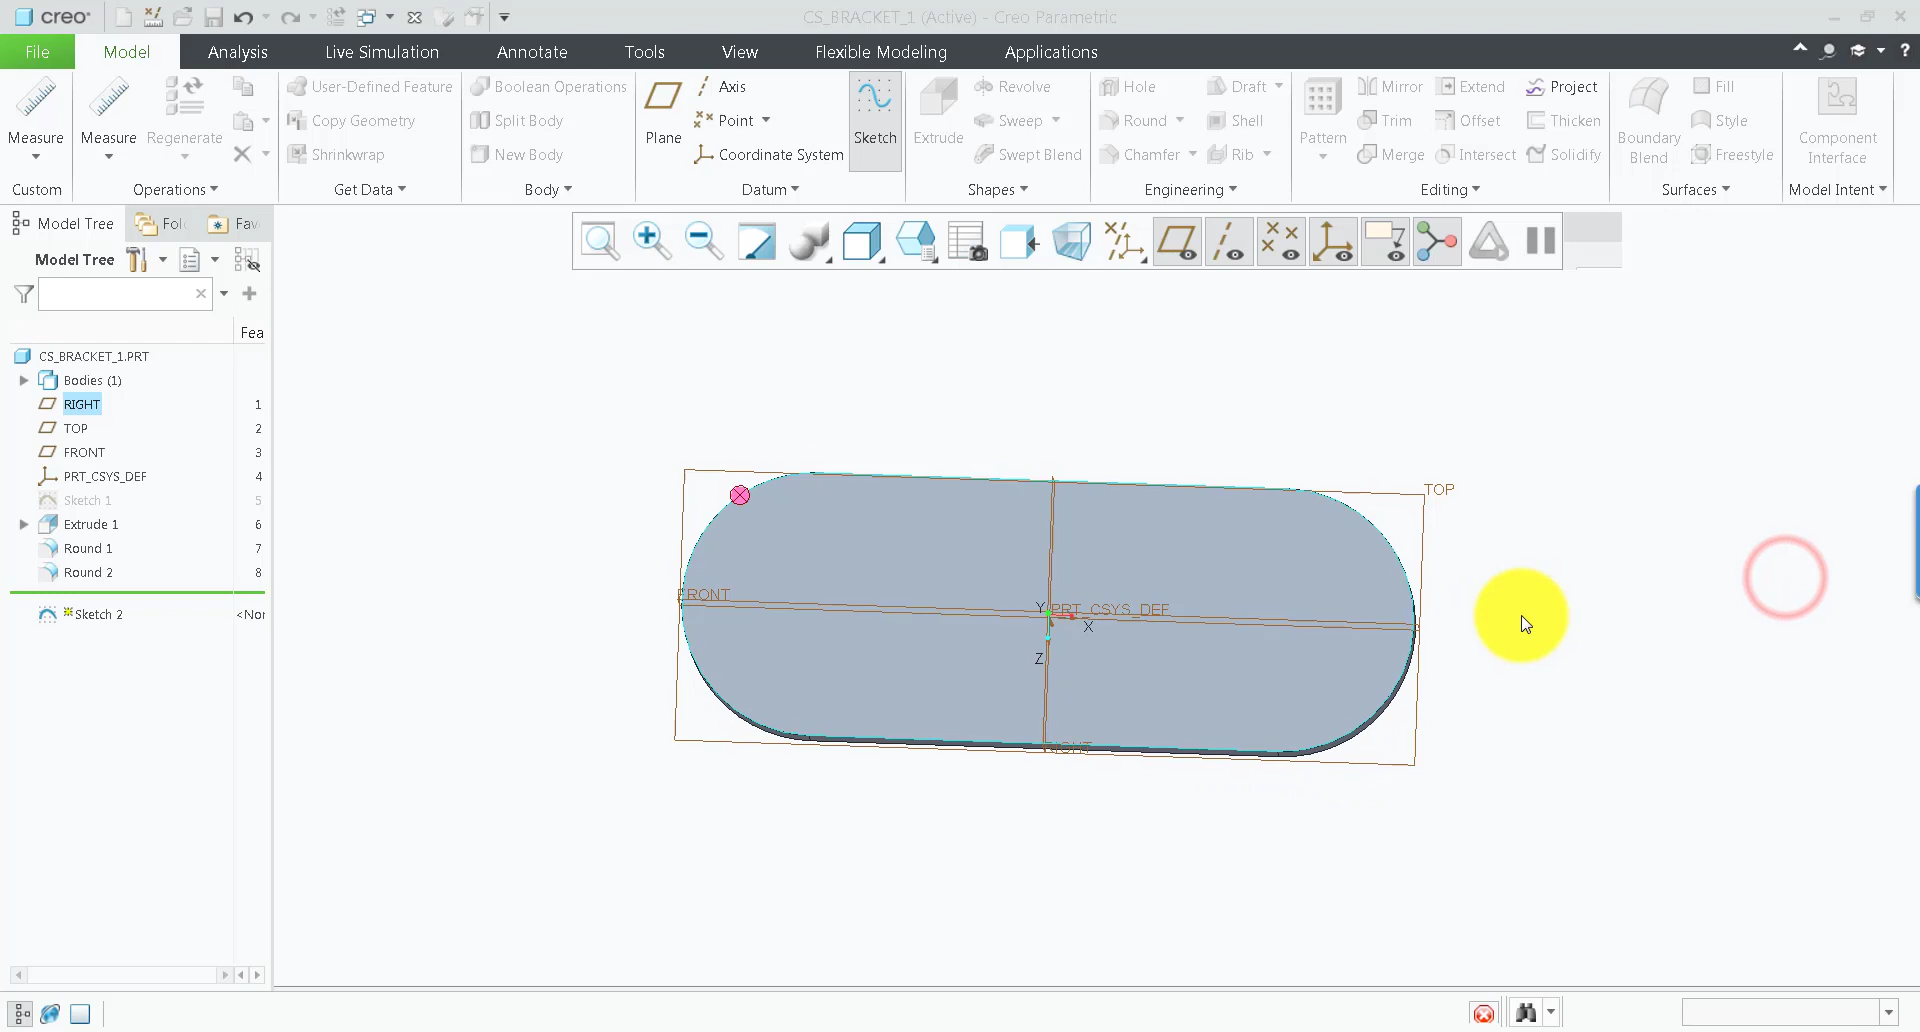 creo®
CS_BRACKET_1 (Active) - Creo Parametric
File Model Analysis Live Simulation Annotate Tools View Flexible Modeling Applications
Measure
Custom
Measure
Regenerate
Operations
User-Defined Feature
Copy Geometry
Shrinkwrap
Get Data
Boolean Operations
Split Body
New Body
Body
Plane
Axis
Point
Coordinate System
Sketch
Datum
Extrude
Revolve
Sweep
Swept Blend
Shapes
Hole
Round
Chamfer
Draft
Shell
Rib
Engineering
Pattern
Mirror
Trim
Merge
Extend
Offset
Intersect
Project
Thicken
Solidify
Editing
Boundary
Blend
Fill
Style
Freestyle
Surfaces
Component
Interface
Model Intent
Model Tree Fol Fav
Model Tree
Fea
CS_BRACKET_1.PRT
Bodies (1)
RIGHT 1
TOP 2
FRONT 3
PRT_CSYS_DEF 4
Sketch 1 5
Extrude 1 6
Round 1 7
Round 2 8
Sketch 2 <Nor
TOP
FRONT
Y PRT_CSYS_DEF
X
Z
RIGHT